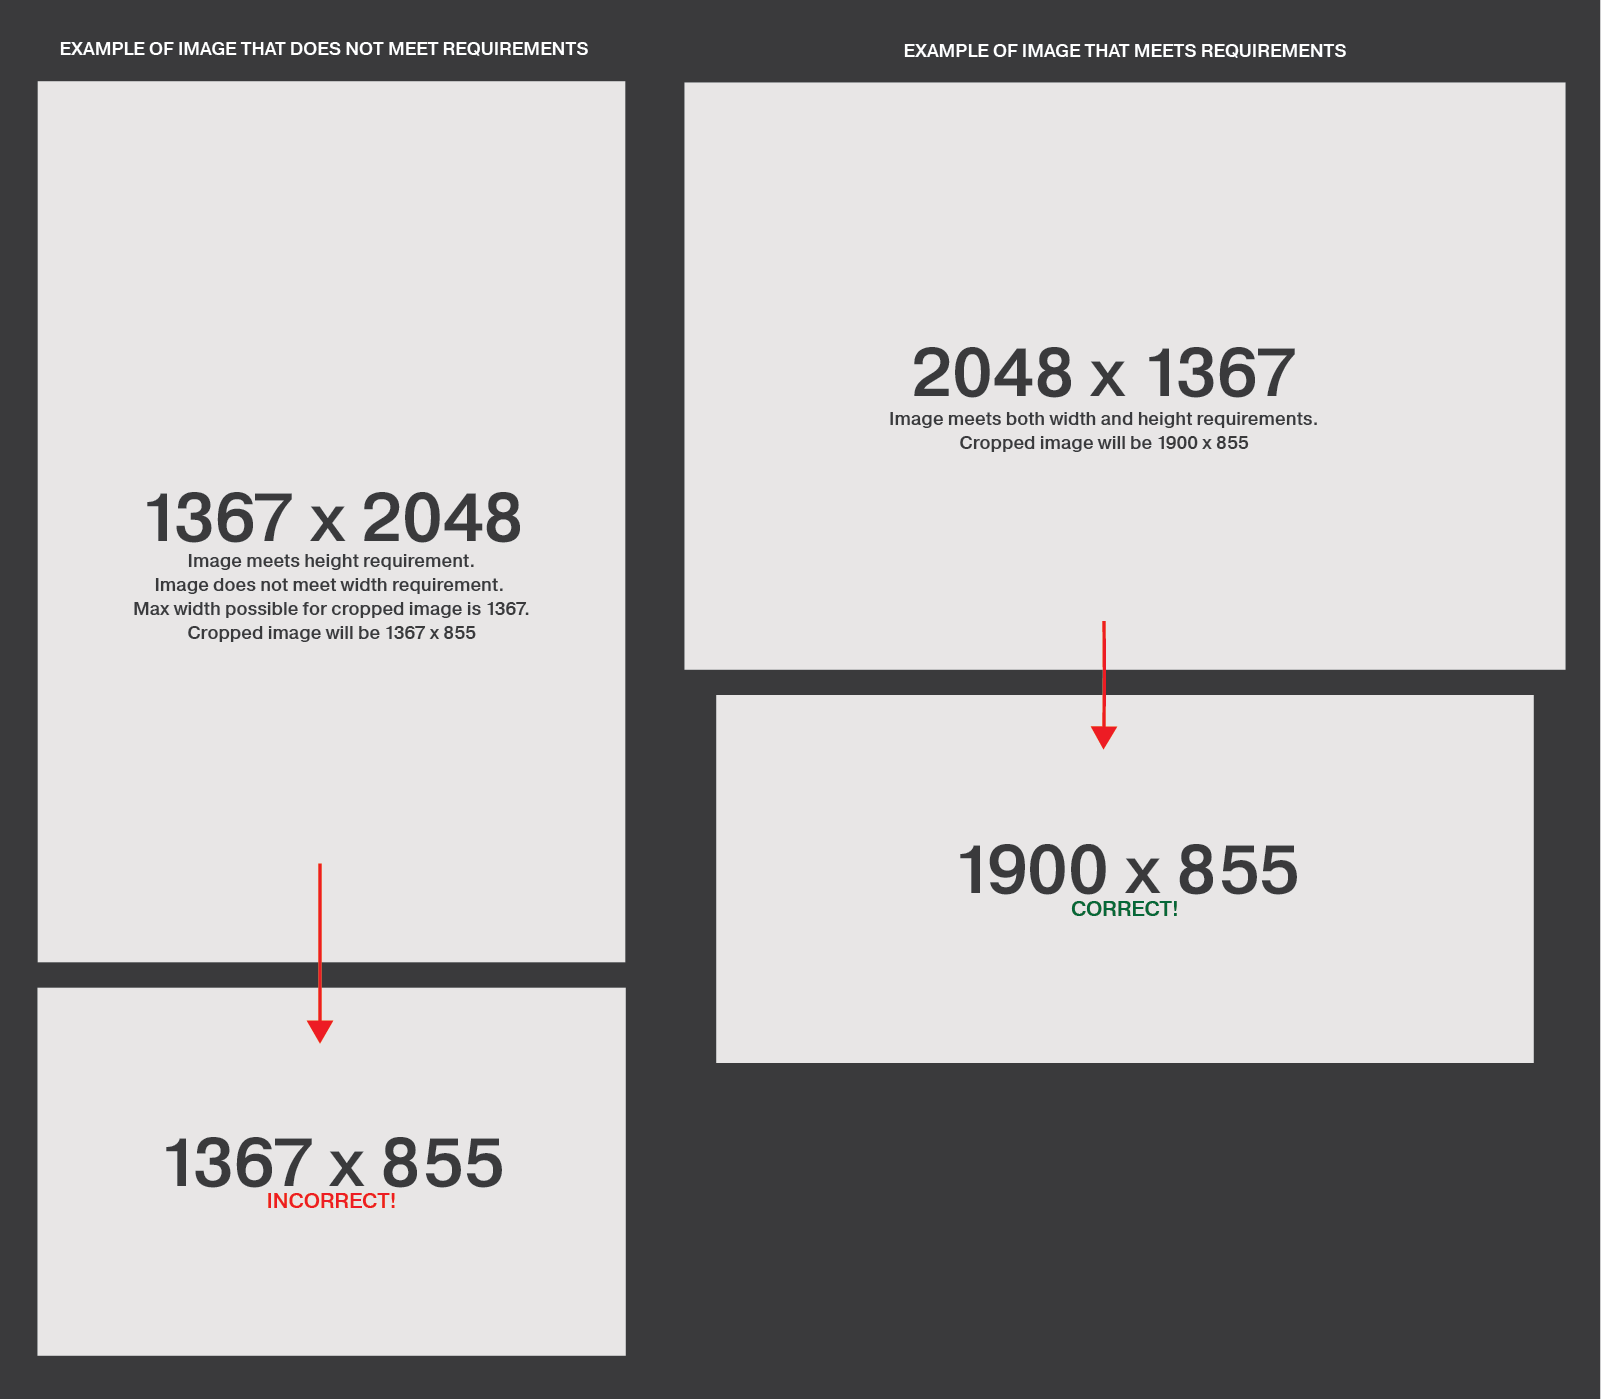 EXAMPLE OF IMAGE THAT DOES NOT MEET REQUIREMENTS
1367 x 2048
Image meets height requirement.
Image does not meet width requirement.
Max width possible for cropped image is 1367.
Cropped image will be 1367 x 855
1367 x 855
INCORRECT!
EXAMPLE OF IMAGE THAT MEETS REQUIREMENTS
2048 x 1367
Image meets both width and height requirements.
Cropped image will be 1900 x 855
1900 x 855
CORRECT!